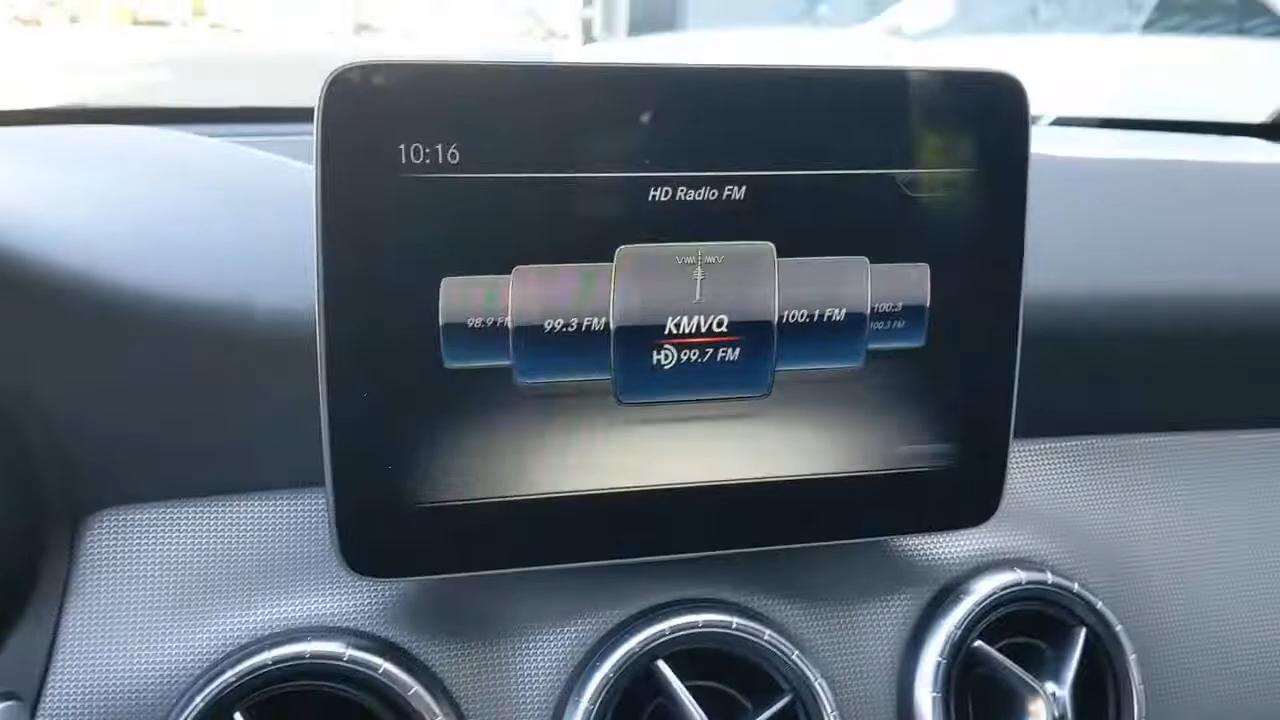 10:16
HD Radio FM
98.9 FM
99.3 FM
KMVQ
HD 99.7 FM
100.1 FM
100.3
100.3 FM